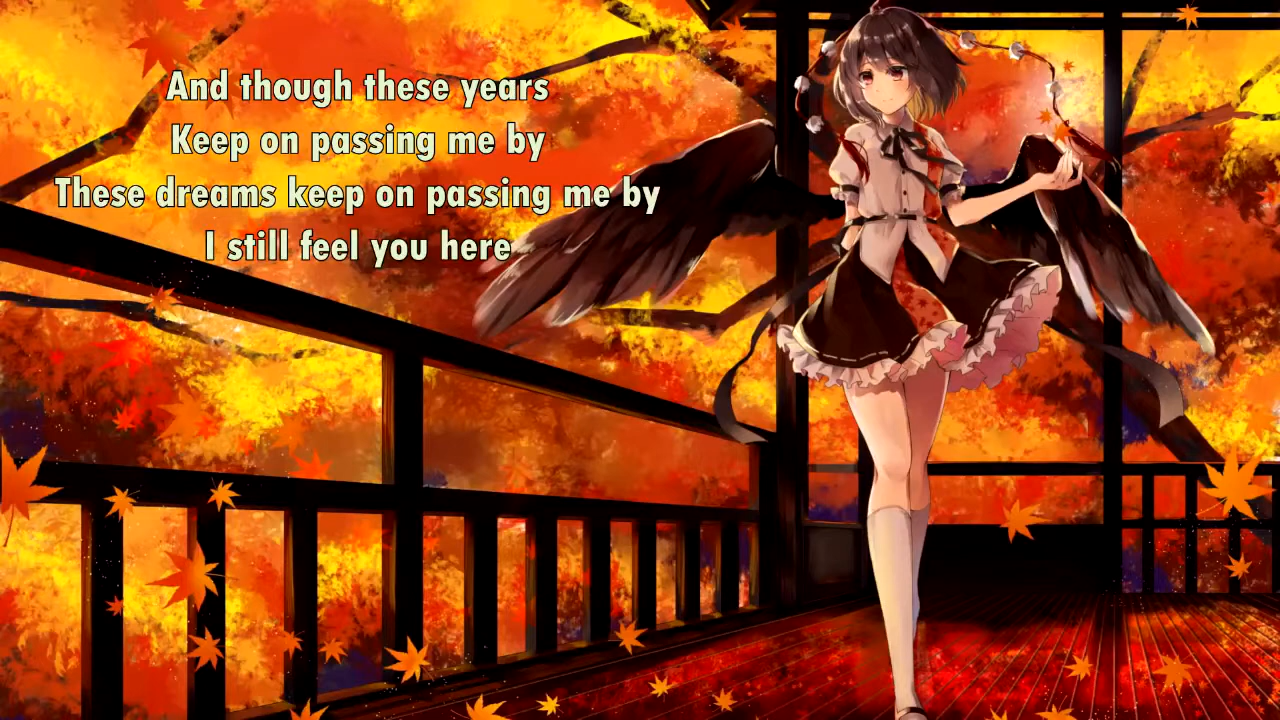 And though these years
Keep on passing me by
These dreams keep on passing me by
I still feel you here